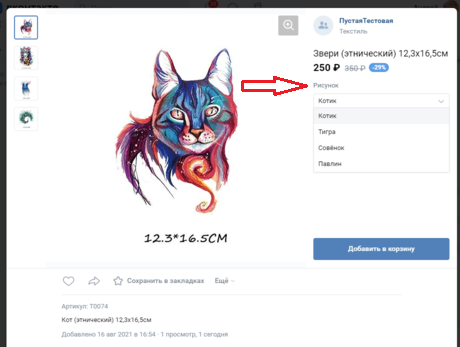 ПустаяТестовая
Текстиль
Звери (этнический) 12,3х16,5см
250 ₽ 350 ₽ -29%
Рисунок
Котик
Котик
Тигра
Совёнок
Павлин
12.3*16.5СМ
Добавить в корзину
Сохранить в закладках Ещё
Артикул: T0074
Кот (этнический) 12,3х16,5см
Добавлено 16 авг 2021 в 16:54 · 1 просмотр, 1 сегодня